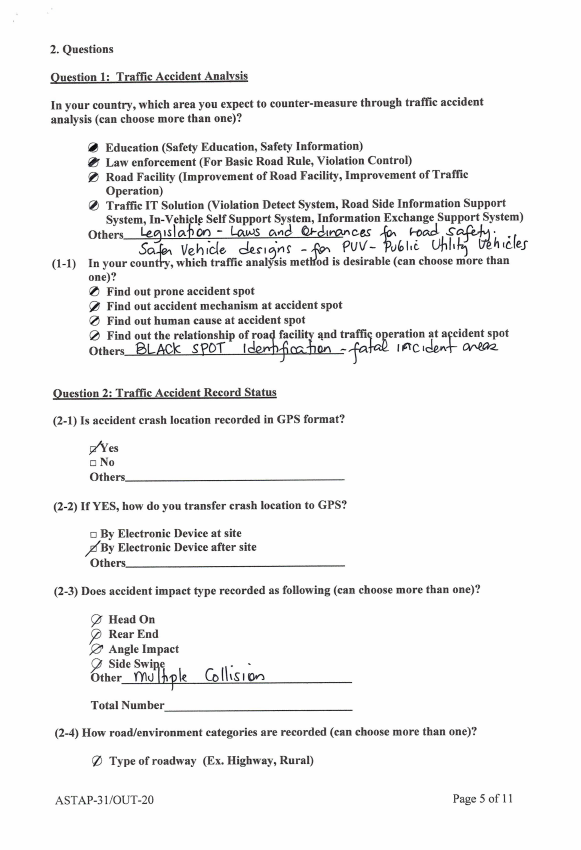 2. Questions
Question 1: Traffic Accident Analysis
In your country, which area you expect to counter-measure through traffic accident
analysis (can choose more than one)?
Education (Safety Education, Safety Information)
Law enforcement (For Basic Road Rule, Violation Control)
Road Facility (Improvement of Road Facility, Improvement of Traffic
Operation)
Traffic IT Solution (Violation Detect System, Road Side Information Support
System, In-Vehicle Self Support System, Information Exchange Support System)
Others Legislation - Laws and Ordinances for road safety.
Safer Vehicle designs - for PUV - Public Utility Vehicles
(1-1) In your country, which traffic analysis method is desirable (can choose more than
one)?
Find out prone accident spot
Find out accident mechanism at accident spot
Find out human cause at accident spot
Find out the relationship of road facility and traffic operation at accident spot
Others BLACK SPOT Identification - fatal incident areas
Question 2: Traffic Accident Record Status
(2-1) Is accident crash location recorded in GPS format?
Yes
No
Others
(2-2) If YES, how do you transfer crash location to GPS?
By Electronic Device at site
By Electronic Device after site
Others
(2-3) Does accident impact type recorded as following (can choose more than one)?
Head On
Rear End
Angle Impact
Side Swipe
Other Multiple Collision
Total Number
(2-4) How road/environment categories are recorded (can choose more than one)?
Type of roadway (Ex. Highway, Rural)
ASTAP-31/OUT-20 Page 5 of 11